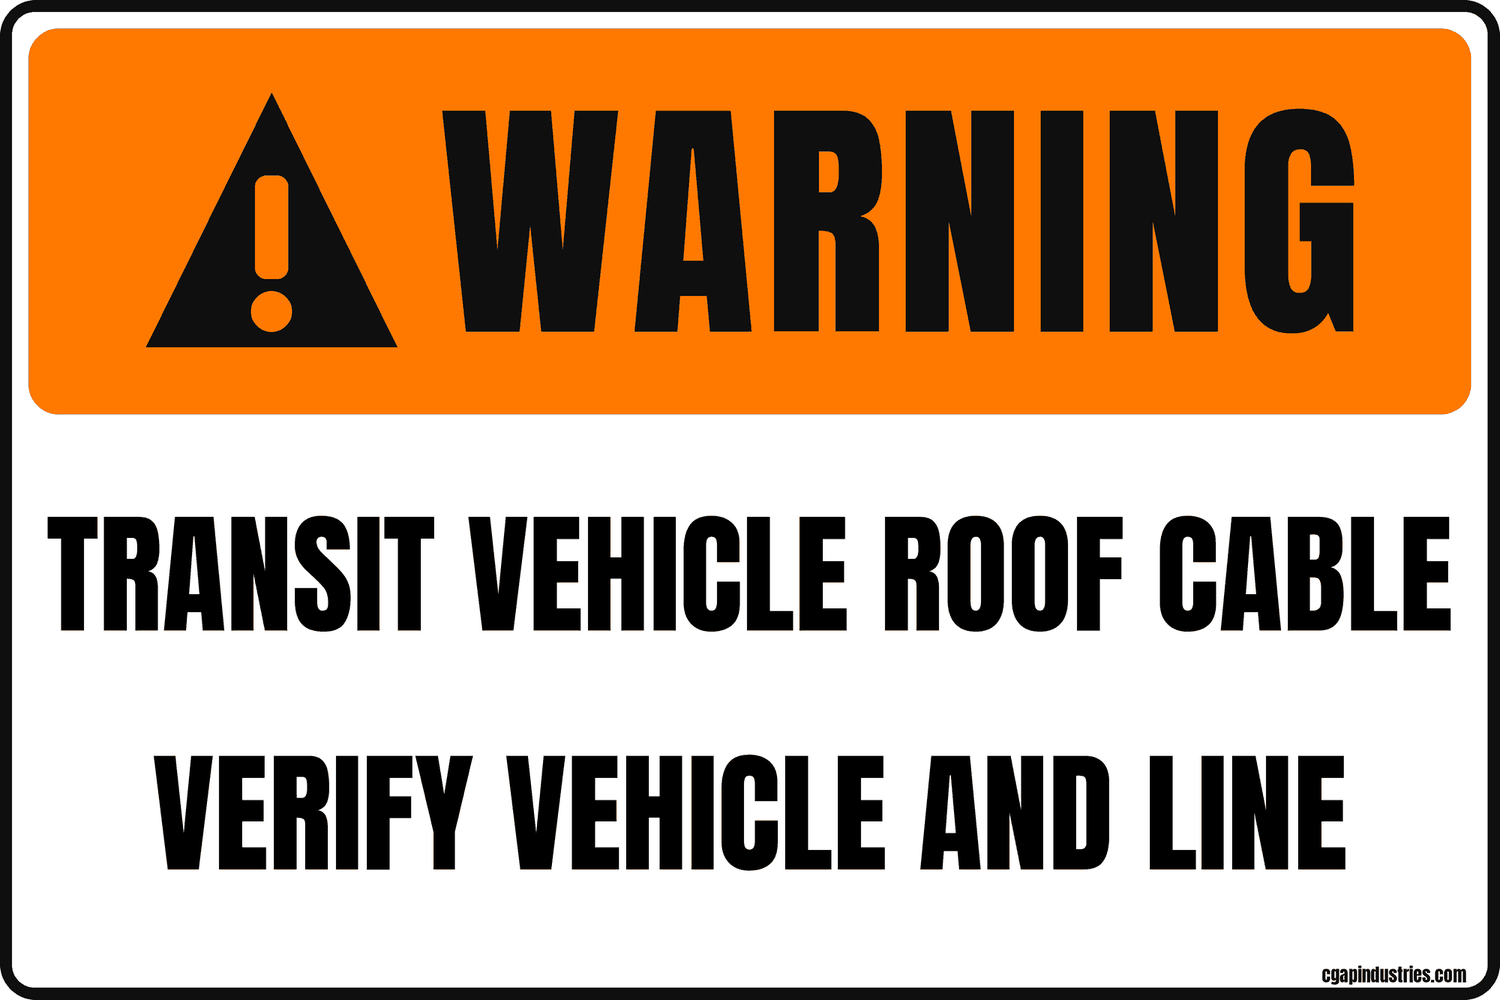 WARNING
TRANSIT VEHICLE ROOF CABLE
VERIFY VEHICLE AND LINE
cgapindustries.com